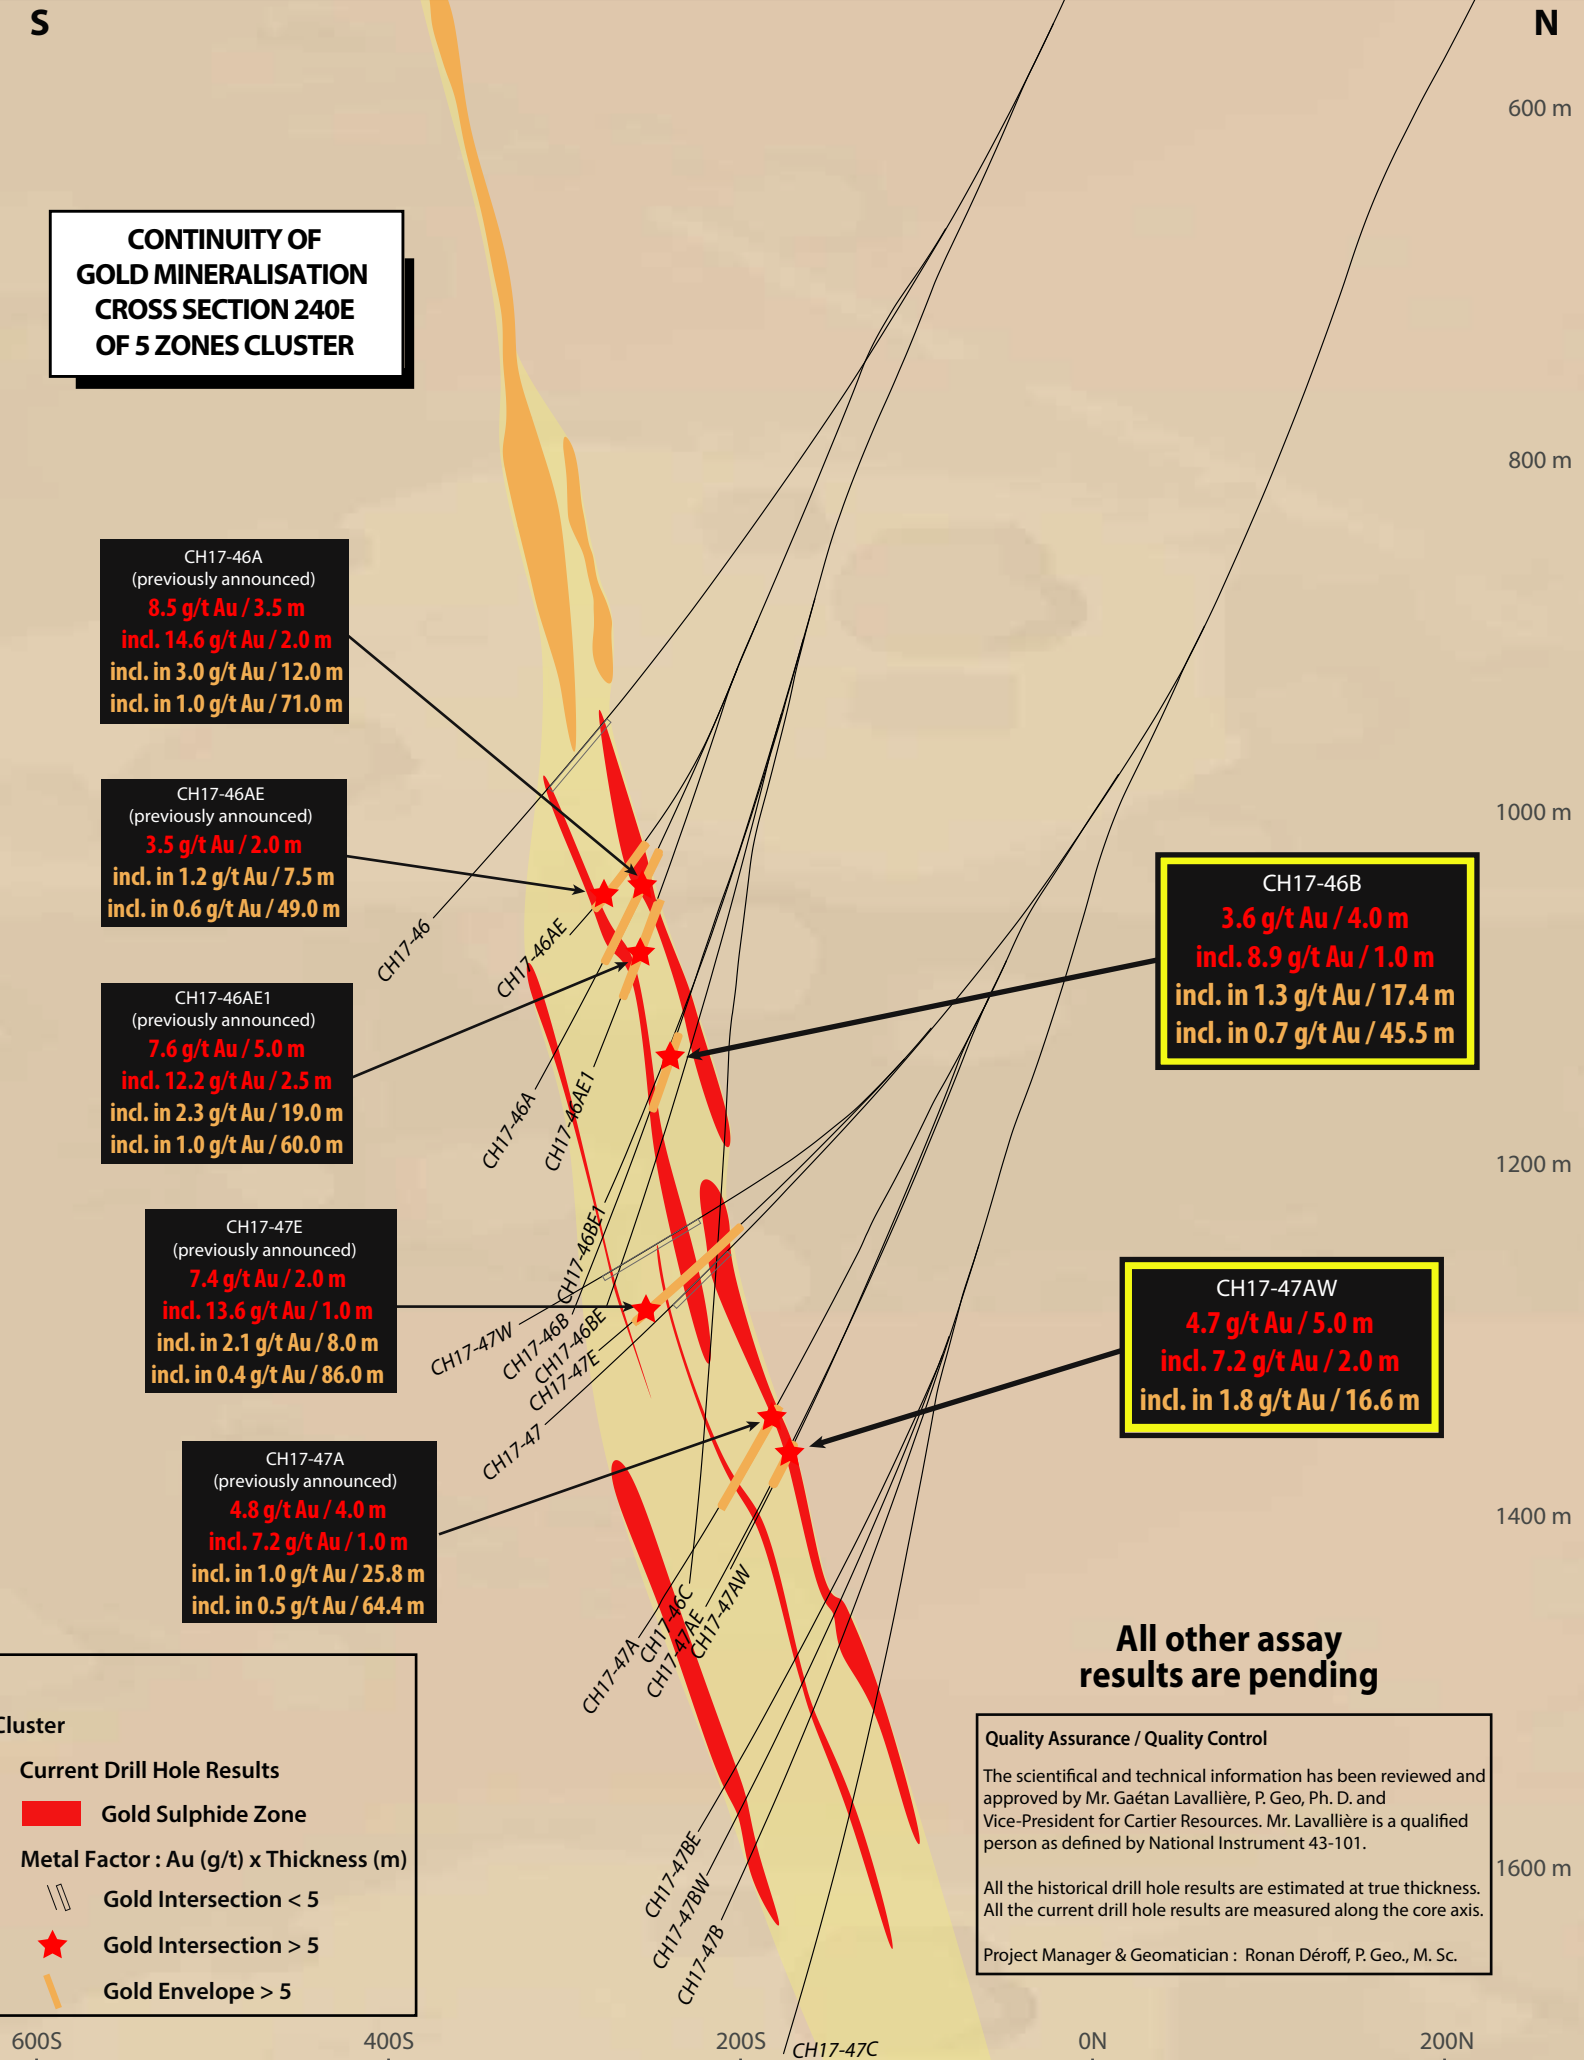 S
N
600 m
CONTINUITY OF
GOLD MINERALISATION
CROSS SECTION 240E
OF 5 ZONES CLUSTER
800 m
CH17-46A
(previously announced)
8.5 g/t Au / 3.5 m
incl. 14.6 g/t Au / 2.0 m
incl. in 3.0 g/t Au / 12.0 m
incl. in 1.0 g/t Au / 71.0 m
CH17-46AE
(previously announced)
3.5 g/t Au / 2.0 m
incl. in 1.2 g/t Au / 7.5 m
incl. in 0.6 g/t Au / 49.0 m
1000 m
CH17-46B
3.6 g/t Au / 4.0 m
incl. 8.9 g/t Au / 1.0 m
incl. in 1.3 g/t Au / 17.4 m
incl. in 0.7 g/t Au / 45.5 m
CH17-46
CH17-46AE
CH17-46AE1
(previously announced)
7.6 g/t Au / 5.0 m
incl. 12.2 g/t Au / 2.5 m
incl. in 2.3 g/t Au / 19.0 m
incl. in 1.0 g/t Au / 60.0 m
CH17-46A
CH17-46AE1
1200 m
CH17-47E
(previously announced)
7.4 g/t Au / 2.0 m
incl. 13.6 g/t Au / 1.0 m
incl. in 2.1 g/t Au / 8.0 m
incl. in 0.4 g/t Au / 86.0 m
CH17-46BE1
CH17-47W
CH17-46B
CH17-46BE
CH17-47E
CH17-47
CH17-47AW
4.7 g/t Au / 5.0 m
incl. 7.2 g/t Au / 2.0 m
incl. in 1.8 g/t Au / 16.6 m
CH17-47A
(previously announced)
4.8 g/t Au / 4.0 m
incl. 7.2 g/t Au / 1.0 m
incl. in 1.0 g/t Au / 25.8 m
incl. in 0.5 g/t Au / 64.4 m
1400 m
CH17-47A
CH17-46C
CH17-47AE
CH17-47AW
All other assay
results are pending
Cluster
Current Drill Hole Results
Gold Sulphide Zone
Metal Factor : Au (g/t) x Thickness (m)
Gold Intersection < 5
Gold Intersection > 5
Gold Envelope > 5
CH17-47BE
CH17-47BW
CH17-47B
Quality Assurance / Quality Control
The scientifical and technical information has been reviewed and
approved by Mr. Gaétan Lavallière, P. Geo, Ph. D. and
Vice-President for Cartier Resources. Mr. Lavallière is a qualified
person as defined by National Instrument 43-101.
All the historical drill hole results are estimated at true thickness.
All the current drill hole results are measured along the core axis.
Project Manager & Geomatician : Ronan Déroff, P. Geo., M. Sc.
1600 m
600S
400S
200S
CH17-47C
0N
200N